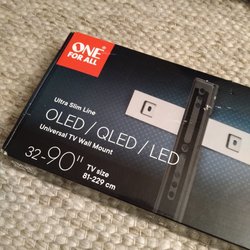 ONE²
FOR ALL
Ultra Slim Line
OLED / QLED / LED
Universal TV Wall Mount
32-90"
TV size
81-229 cm